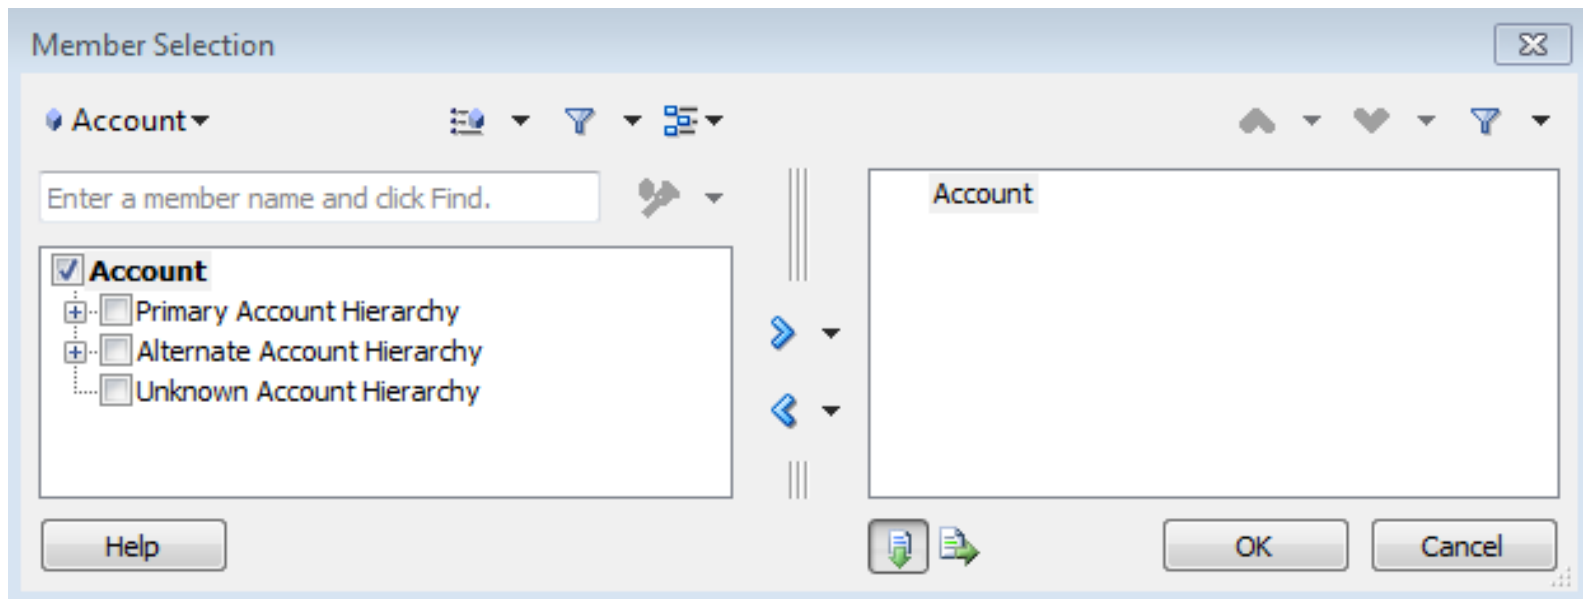 Member Selection
Account
Enter a member name and click Find.
Account
Primary Account Hierarchy
Alternate Account Hierarchy
Unknown Account Hierarchy
Account
Help
OK
Cancel